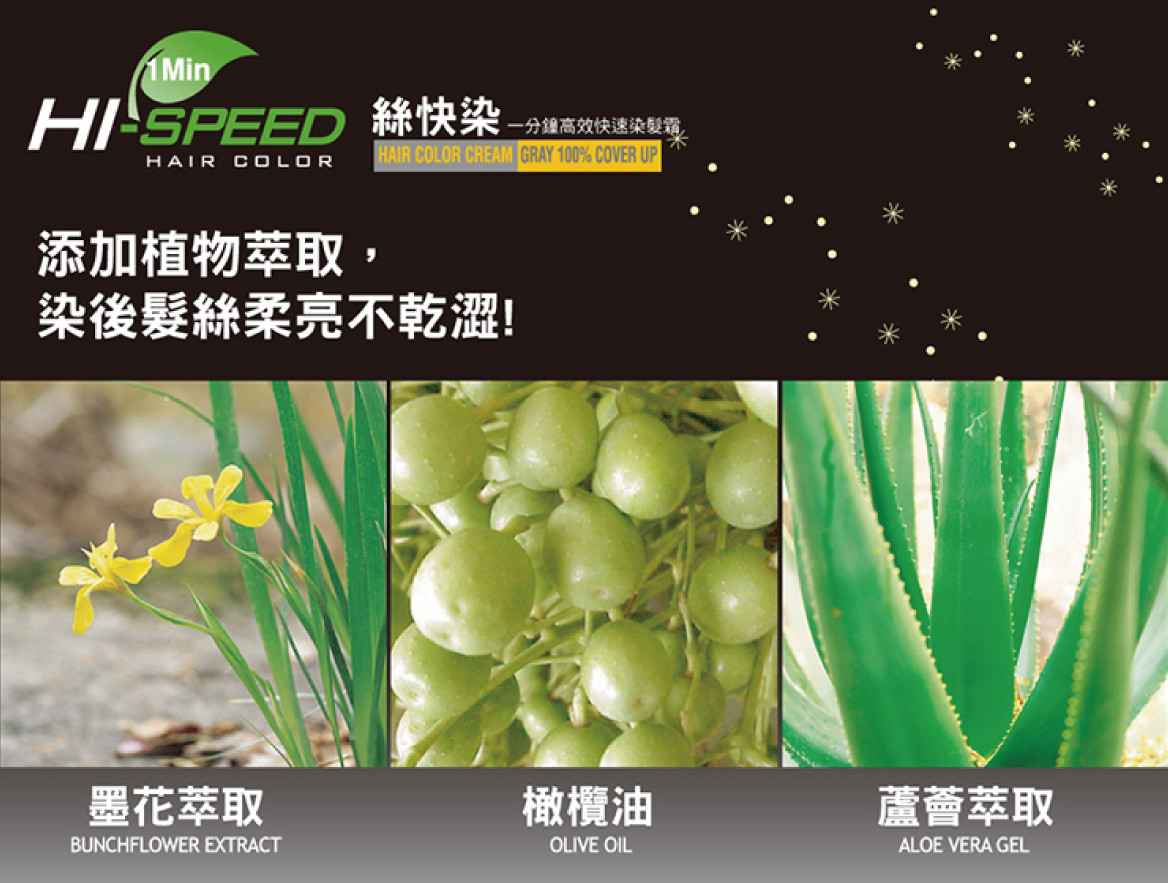 1Min
HI-SPEED
HAIR COLOR
絲快染 一分鐘高效快速染髮霜
HAIR COLOR CREAM GRAY 100% COVER UP
添加植物萃取，
染後髮絲柔亮不乾澀!
墨花萃取
BUNCHFLOWER EXTRACT
橄欖油
OLIVE OIL
蘆薈萃取
ALOE VERA GEL